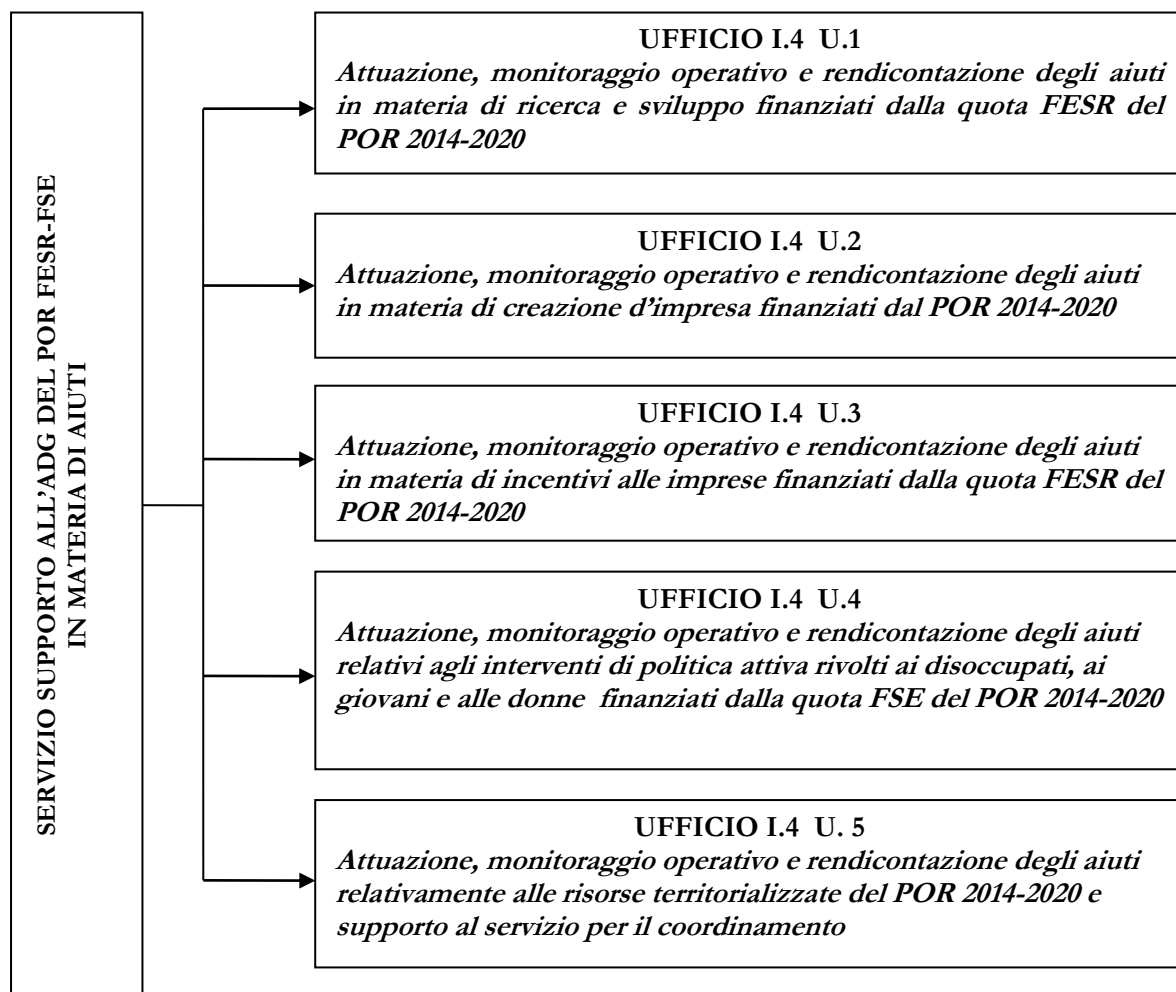 SERVIZIO SUPPORTO ALL’ADG DEL POR FESR-FSE
IN MATERIA DI AIUTI
UFFICIO I.4 U.1
Attuazione, monitoraggio operativo e rendicontazione degli aiuti
in materia di ricerca e sviluppo finanziati dalla quota FESR del
POR 2014-2020
UFFICIO I.4 U.2
Attuazione, monitoraggio operativo e rendicontazione degli aiuti
in materia di creazione d’impresa finanziati dal POR 2014-2020
UFFICIO I.4 U.3
Attuazione, monitoraggio operativo e rendicontazione degli aiuti
in materia di incentivi alle imprese finanziati dalla quota FESR del
POR 2014-2020
UFFICIO I.4 U.4
Attuazione, monitoraggio operativo e rendicontazione degli aiuti
relativi agli interventi di politica attiva rivolti ai disoccupati, ai
giovani e alle donne finanziati dalla quota FSE del POR 2014-2020
UFFICIO I.4 U. 5
Attuazione, monitoraggio operativo e rendicontazione degli aiuti
relativamente alle risorse territorializzate del POR 2014-2020 e
supporto al servizio per il coordinamento